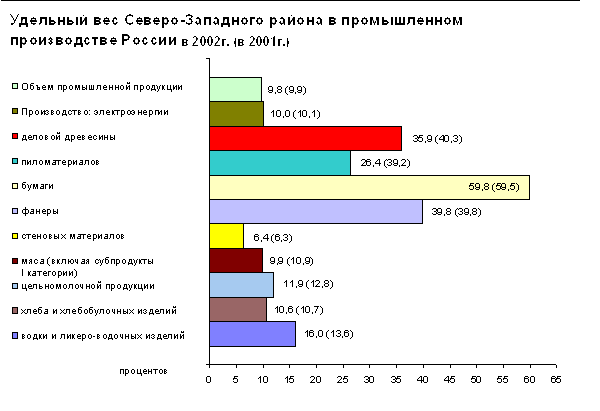 Удельный вес Северо-Западного района в промышленном
производстве России в 2002г. (в 2001г.)
Объем промышленной продукции 9,8 (9,9)
Производство: электроэнергии 10,0 (10,1)
деловой древесины 35,9 (40,3)
пиломатериалов 26,4 (39,2)
бумаги 59,8 (59,5)
фанеры 39,8 (39,8)
стеновых материалов 6,4 (6,3)
мяса (включая субпродукты
I категории) 9,9 (10,9)
цельномолочной продукции 11,9 (12,8)
хлеба и хлебобулочных изделий 10,6 (10,7)
водки и ликеро-водочных изделий 16,0 (13,6)
процентов 0 5 10 15 20 25 30 35 40 45 50 55 60 65